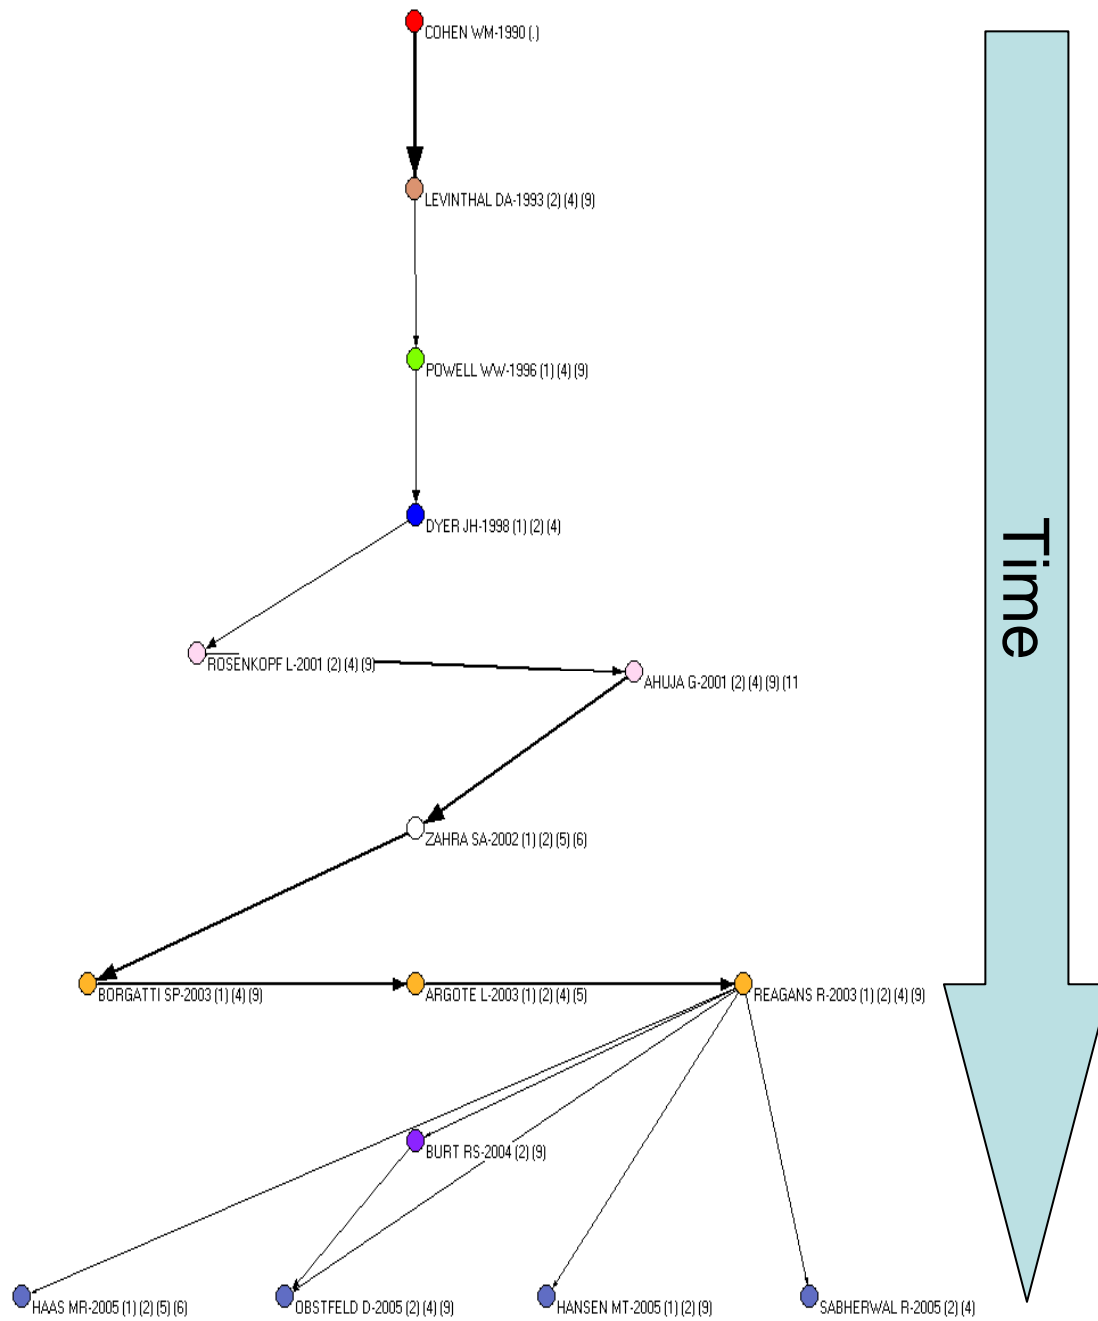 COHEN WM-1990 (.)
LEVINTHAL DA-1993 (2) (4) (9)
POWELL WW-1996 (1) (4) (9)
DYER JH-1998 (1) (2) (4)
Time
ROSENKOPF L-2001 (2) (4) (9)
AHUJA G-2001 (2) (4) (9) (11
ZAHRA SA-2002 (1) (2) (5) (6)
BORGATTI SP-2003 (1) (4) (9)
ARGOTE L-2003 (1) (2) (4) (5)
REAGANS R-2003 (1) (2) (4) (9)
BURT RS-2004 (2) (9)
HAAS MR-2005 (1) (2) (5) (6)
OBSTFELD D-2005 (2) (4) (9)
HANSEN MT-2005 (1) (2) (9)
SABHERWAL R-2005 (2) (4)